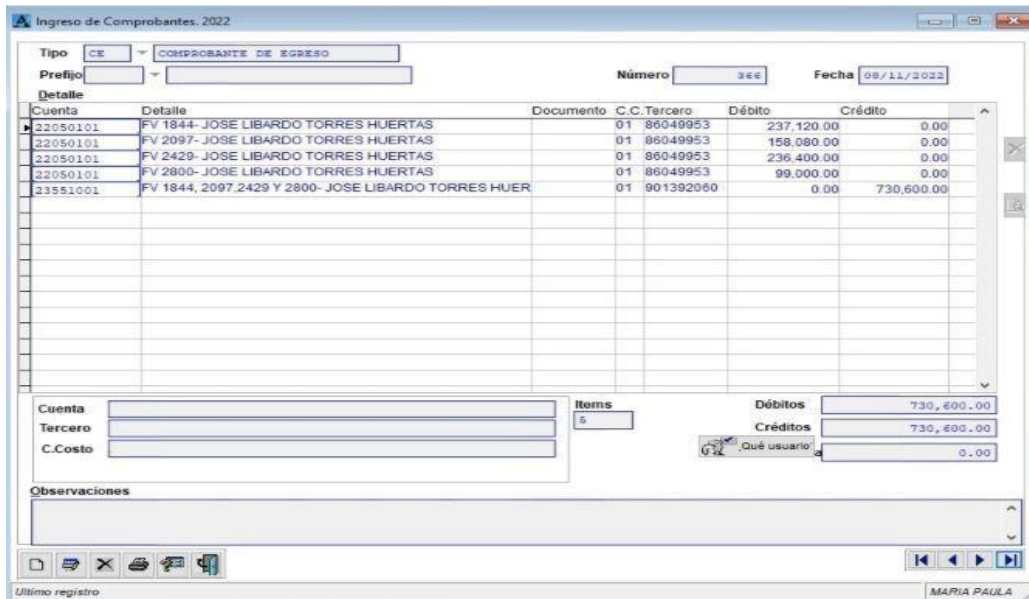 Ingreso de Comprobantes. 2022
Tipo CE COMPROBANTE DE EGRESO
Prefijo Número 366 Fecha 08/11/2022
Detalle
Cuenta Detalle Documento C.C. Tercero Débito Crédito
22050101 FV 1844- JOSE LIBARDO TORRES HUERTAS 01 86049953 237,120.00 0.00
22050101 FV 2097- JOSE LIBARDO TORRES HUERTAS 01 86049953 158,080.00 0.00
22050101 FV 2429- JOSE LIBARDO TORRES HUERTAS 01 86049953 236,400.00 0.00
22050101 FV 2800- JOSE LIBARDO TORRES HUERTAS 01 86049953 99,000.00 0.00
23551001 FV 1844, 2097,2429 Y 2800- JOSE LIBARDO TORRES HUER 01 901392060 0.00 730,600.00
Cuenta Items Débitos 730,600.00
Tercero 5 Créditos 730,600.00
C.Costo Qué usuario a 0.00
Observaciones
Ultimo registro MARIA PAULA